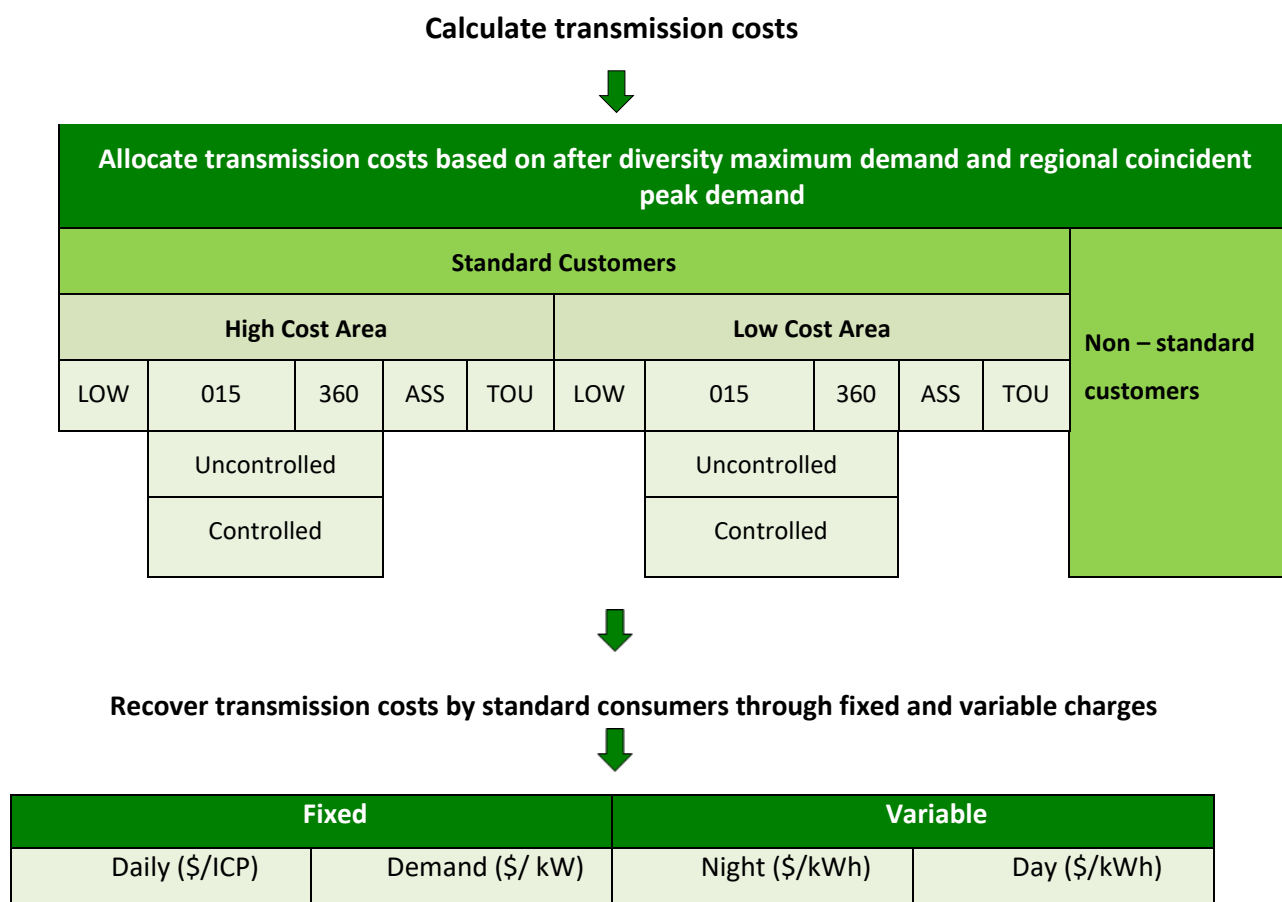 Calculate transmission costs
Allocate transmission costs based on after diversity maximum demand and regional coincident
peak demand
Standard Customers
High Cost Area
Low Cost Area
Non – standard
customers
LOW
015
360
ASS
TOU
LOW
015
360
ASS
TOU
Uncontrolled
Uncontrolled
Controlled
Controlled
Recover transmission costs by standard consumers through fixed and variable charges
Fixed
Variable
Daily ($/ICP)
Demand ($/ kW)
Night ($/kWh)
Day ($/kWh)